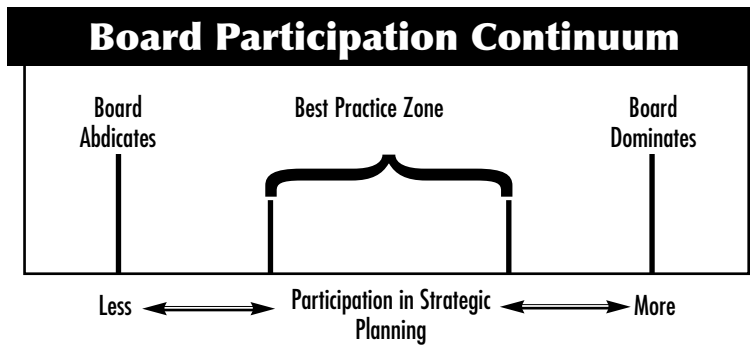 Board Participation Continuum
Board
Abdicates
Best Practice Zone
Board
Dominates
Less
Participation in Strategic
Planning
More